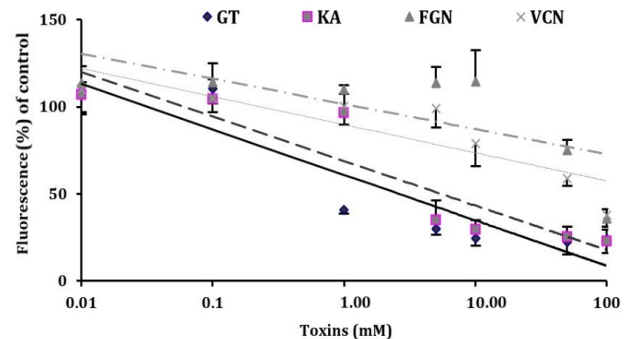 GT KA FGN VCN
Fluorescence (%) of control
150
100
50
0
0.01 0.1 1.00 10.00 100
Toxins (mM)